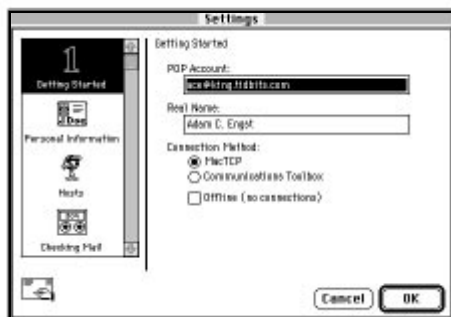 Settings
1
Getting Started
Personal Information
Hosts
Checking Mail
Getting Started
POP Account:
ace@king.tidbits.com
Real Name:
Adam C. Engst
Connection Method:
MacTCP
Communications Toolbox
Offline (no connections)
Cancel
OK